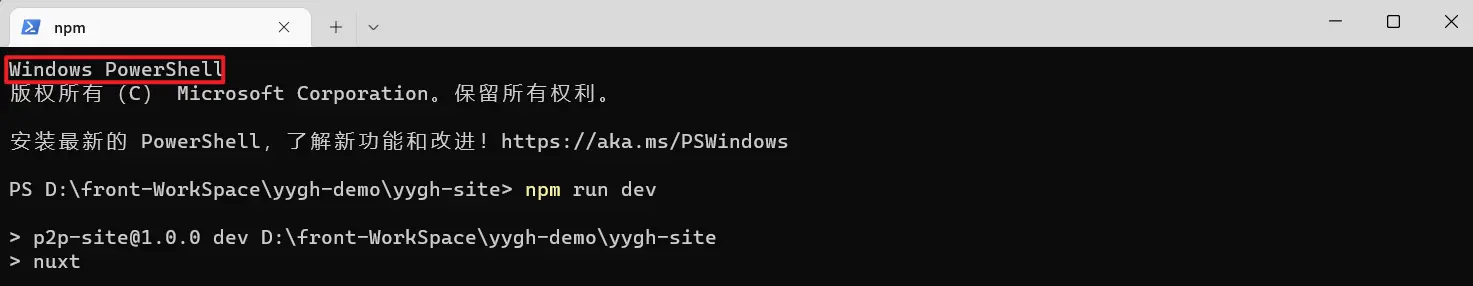 npm
Windows PowerShell
版权所有 (C) Microsoft Corporation。保留所有权利。
安装最新的 PowerShell，了解新功能和改进！https://aka.ms/PSWindows
PS D:\front-WorkSpace\yygh-demo\yygh-site> npm run dev
> p2p-site@1.0.0 dev D:\front-WorkSpace\yygh-demo\yygh-site
> nuxt